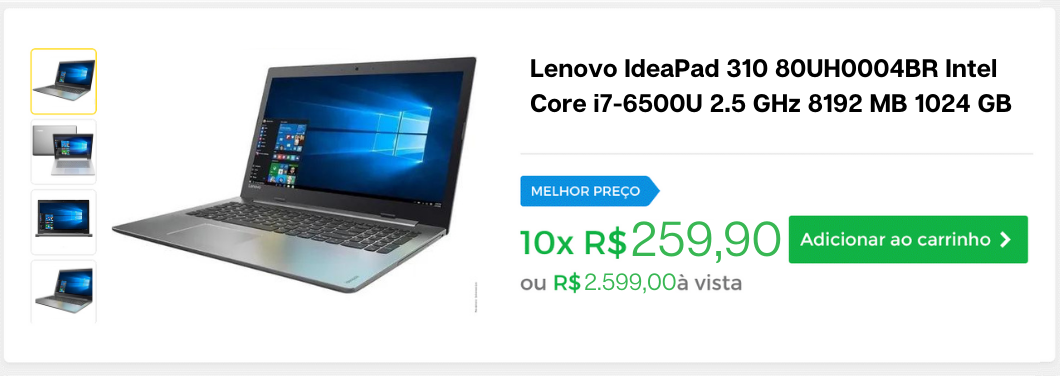 Lenovo IdeaPad 310 80UH0004BR Intel
Core i7-6500U 2.5 GHz 8192 MB 1024 GB
MELHOR PREÇO
10x R$259,90
Adicionar ao carrinho
ou R$2.599,00à vista
Lenovo